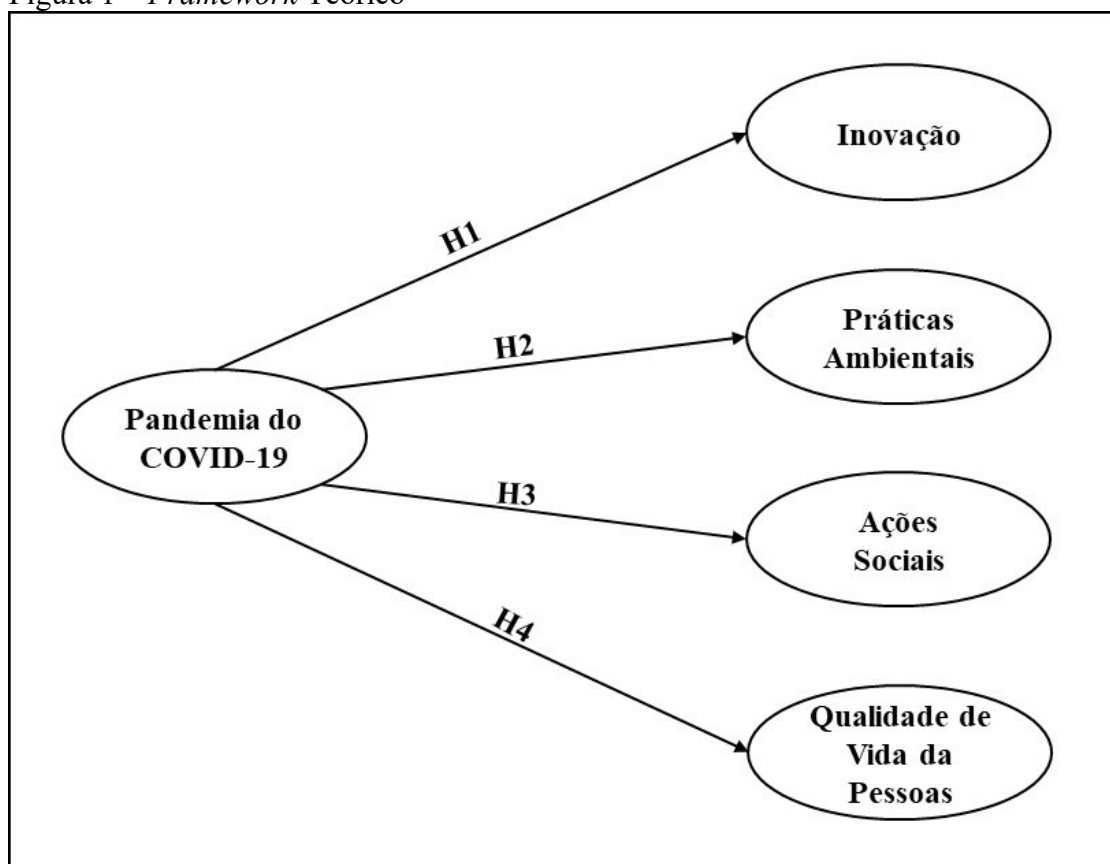 Figura 1 – Framework Teórico
Inovação
H1
Práticas
Ambientais
H2
Pandemia do
COVID-19
H3
Ações
Sociais
H4
Qualidade de
Vida da
Pessoas